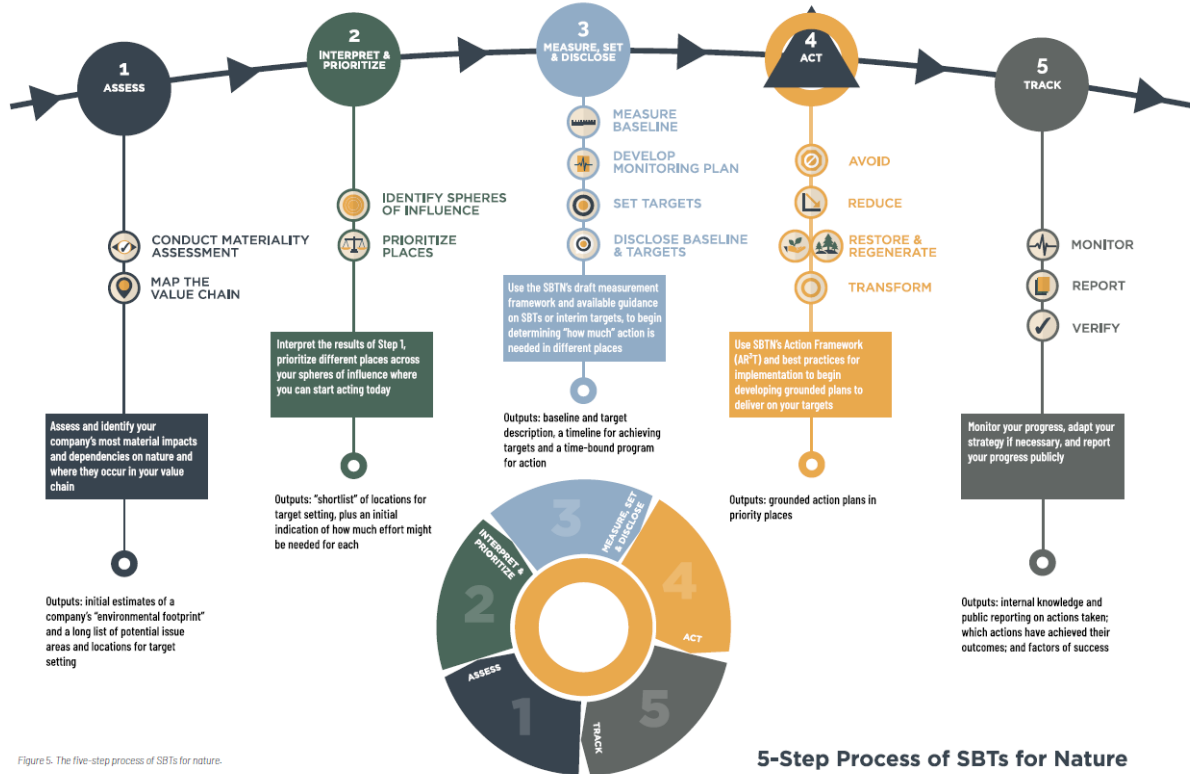 1
ASSESS
CONDUCT MATERIALITY
ASSESSMENT
MAP THE
VALUE CHAIN
Assess and identify your
company's most material impacts
and dependencies on nature and
where they occur in your value
chain
Outputs: initial estimates of a
company's "environmental footprint"
and a long list of potential issue
areas and locations for target
setting
2
INTERPRET &
PRIORITIZE
IDENTIFY SPHERES
OF INFLUENCE
PRIORITIZE
PLACES
Interpret the results of Step 1,
prioritize different places across
your spheres of influence where
you can start acting today
Outputs: "shortlist" of locations for
target setting, plus an initial
indication of how much effort might
be needed for each
3
MEASURE, SET
& DISCLOSE
MEASURE
BASELINE
DEVELOP
MONITORING PLAN
SET TARGETS
DISCLOSE BASELINE
& TARGETS
Use the SBTN's draft measurement
framework and available guidance
on SBTs or interim targets, to begin
determining "how much" action is
needed in different places
Outputs: baseline and target
description, a timeline for achieving
targets and a time-bound program
for action
4
ACT
AVOID
REDUCE
RESTORE &
REGENERATE
TRANSFORM
Use SBTN's Action Framework
(AR³T) and best practices for
implementation to begin
developing grounded plans to
deliver on your targets
Outputs: grounded action plans in
priority places
5
TRACK
MONITOR
REPORT
VERIFY
Monitor your progress, adapt your
strategy if necessary, and report
your progress publicly
Outputs: internal knowledge and
public reporting on actions taken;
which actions have achieved their
outcomes; and factors of success
1
ASSESS
2
INTERPRET &
PRIORITIZE
3
MEASURE, SET
& DISCLOSE
4
ACT
5
TRACK
Figure 5. The five-step process of SBTs for nature.
5-Step Process of SBTs for Nature